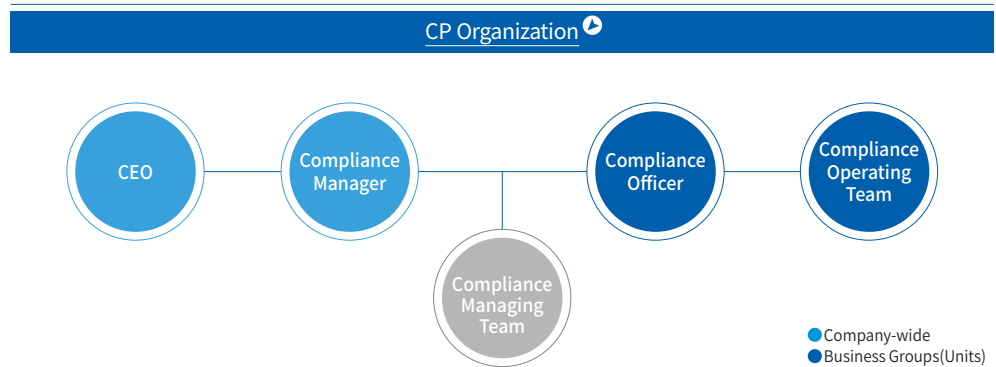 CP Organization
CEO
Compliance
Manager
Compliance
Officer
Compliance
Operating
Team
Compliance
Managing
Team
Company-wide
Business Groups(Units)